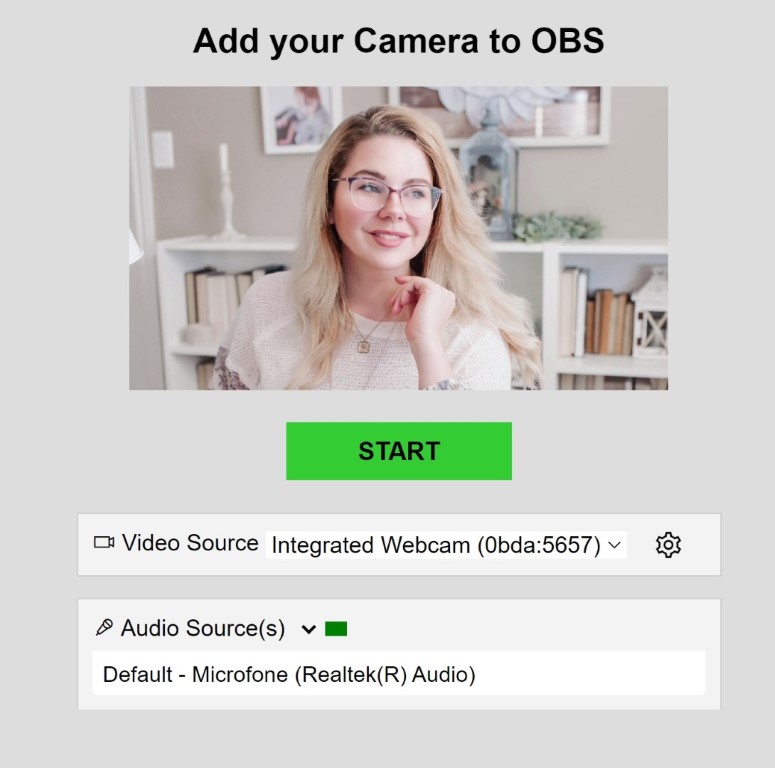 Add your Camera to OBS
START
Video Source Integrated Webcam (0bda:5657)
Audio Source(s)
Default - Microfone (Realtek(R) Audio)